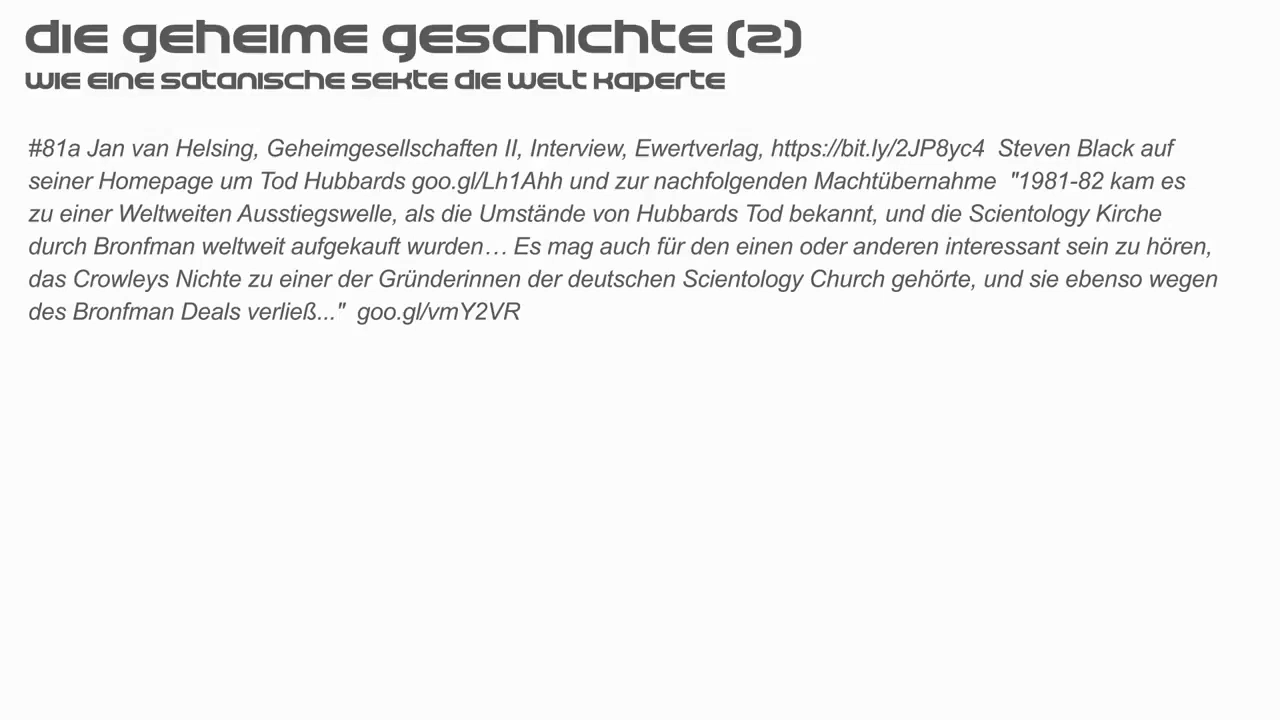 die geheime geschichte (2)
wie eine satanische sekte die welt kaperte
#81a Jan van Helsing, Geheimgesellschaften II, Interview, Ewertverlag, https://bit.ly/2JP8yc4 Steven Black auf
seiner Homepage um Tod Hubbards goo.gl/Lh1Ahh und zur nachfolgenden Machtübernahme "1981-82 kam es
zu einer Weltweiten Ausstiegswelle, als die Umstände von Hubbards Tod bekannt, und die Scientology Kirche
durch Bronfman weltweit aufgekauft wurden… Es mag auch für den einen oder anderen interessant sein zu hören,
das Crowleys Nichte zu einer der Gründerinnen der deutschen Scientology Church gehörte, und sie ebenso wegen
des Bronfman Deals verließ..." goo.gl/vmY2VR